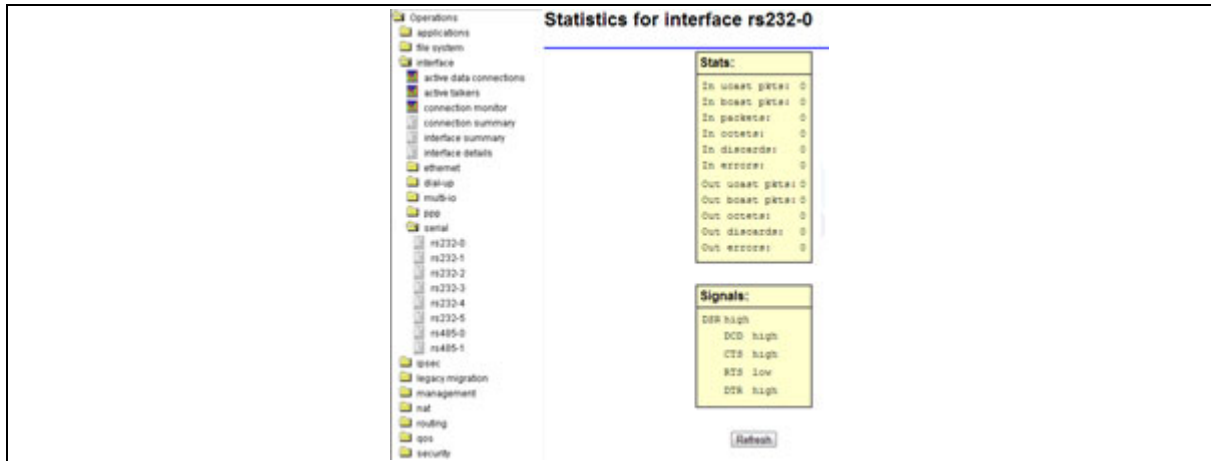 Operations
applications
file system
interface
active data connections
active talkers
connection monitor
connection summary
interface summary
interface details
ethernet
dial-up
multi-io
ppp
serial
rs232-0
rs232-1
rs232-2
rs232-3
rs232-4
rs232-5
rs485-0
rs485-1
ipsec
legacy migration
management
nat
routing
qos
security
Statistics for interface rs232-0
Stats:
In ucast pkts: 0
In bcast pkts: 0
In packets: 0
In octets: 0
In discards: 0
In errors: 0
Out ucast pkts: 0
Out bcast pkts: 0
Out octets: 0
Out discards: 0
Out errors: 0
Signals:
DSR high
DCD high
CTS high
RTS low
DTR high
Refresh